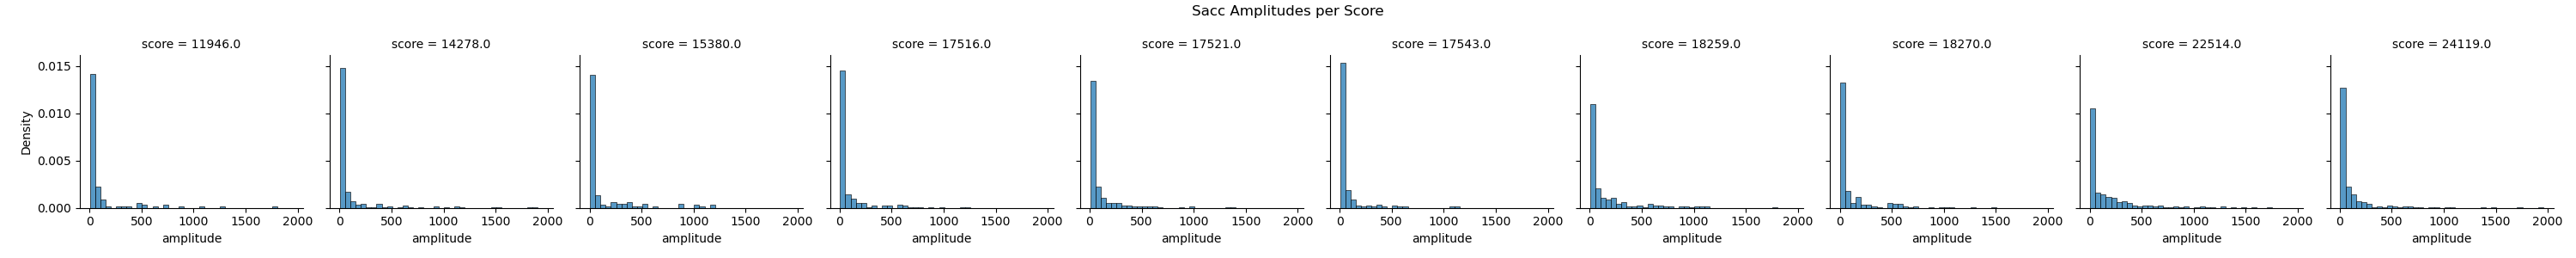 Sacc Amplitudes per Score
score = 11946.0
score = 14278.0
score = 15380.0
score = 17516.0
score = 17521.0
score = 17543.0
score = 18259.0
score = 18270.0
score = 22514.0
score = 24119.0
Density
0.015
0.010
0.005
0.000
0 500 1000 1500 2000
0 500 1000 1500 2000
0 500 1000 1500 2000
0 500 1000 1500 2000
0 500 1000 1500 2000
0 500 1000 1500 2000
0 500 1000 1500 2000
0 500 1000 1500 2000
0 500 1000 1500 2000
0 500 1000 1500 2000
amplitude
amplitude
amplitude
amplitude
amplitude
amplitude
amplitude
amplitude
amplitude
amplitude